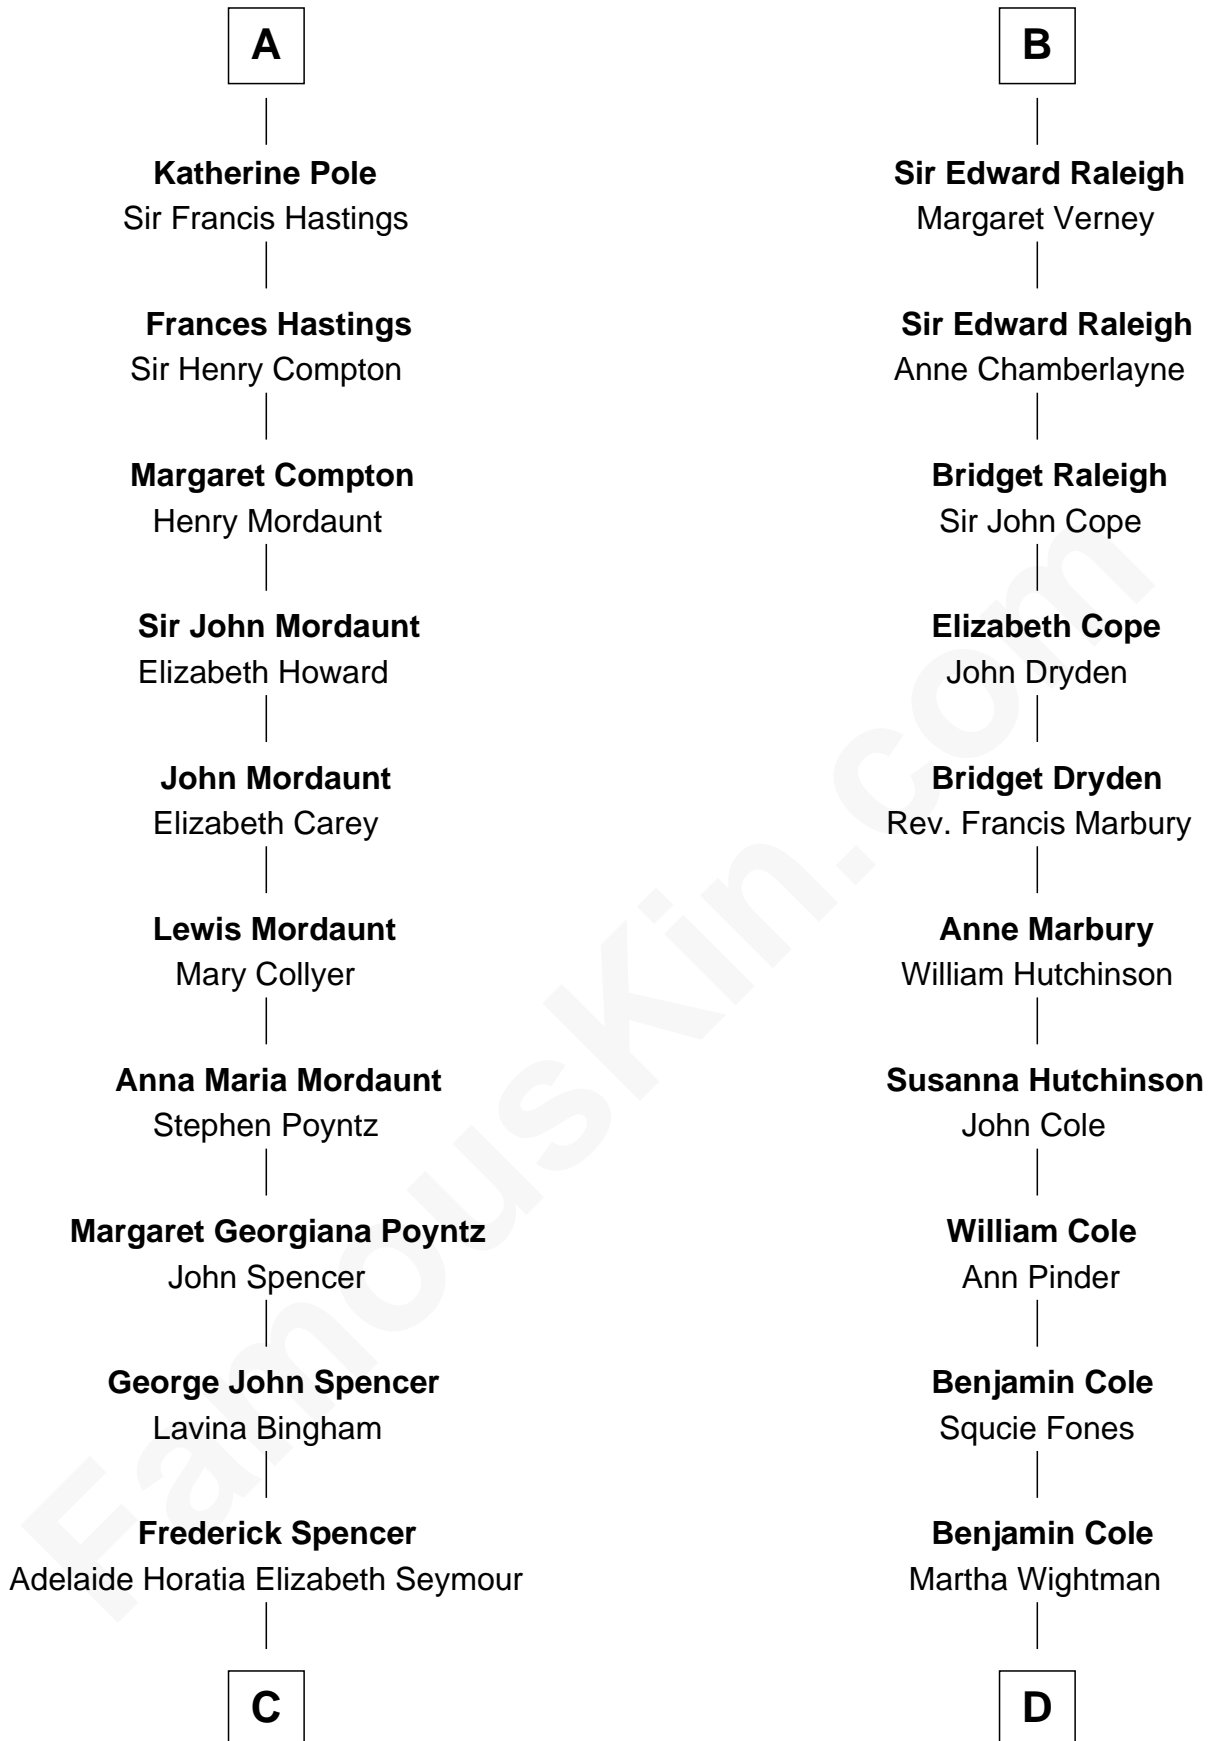 A
Katherine Pole
Sir Francis Hastings
Frances Hastings
Sir Henry Compton
Margaret Compton
Henry Mordaunt
Sir John Mordaunt
Elizabeth Howard
John Mordaunt
Elizabeth Carey
Lewis Mordaunt
Mary Collyer
Anna Maria Mordaunt
Stephen Poyntz
Margaret Georgiana Poyntz
John Spencer
George John Spencer
Lavina Bingham
Frederick Spencer
Adelaide Horatia Elizabeth Seymour
C
B
Sir Edward Raleigh
Margaret Verney
Sir Edward Raleigh
Anne Chamberlayne
Bridget Raleigh
Sir John Cope
Elizabeth Cope
John Dryden
Bridget Dryden
Rev. Francis Marbury
Anne Marbury
William Hutchinson
Susanna Hutchinson
John Cole
William Cole
Ann Pinder
Benjamin Cole
Squcie Fones
Benjamin Cole
Martha Wightman
D
FamousKin.com